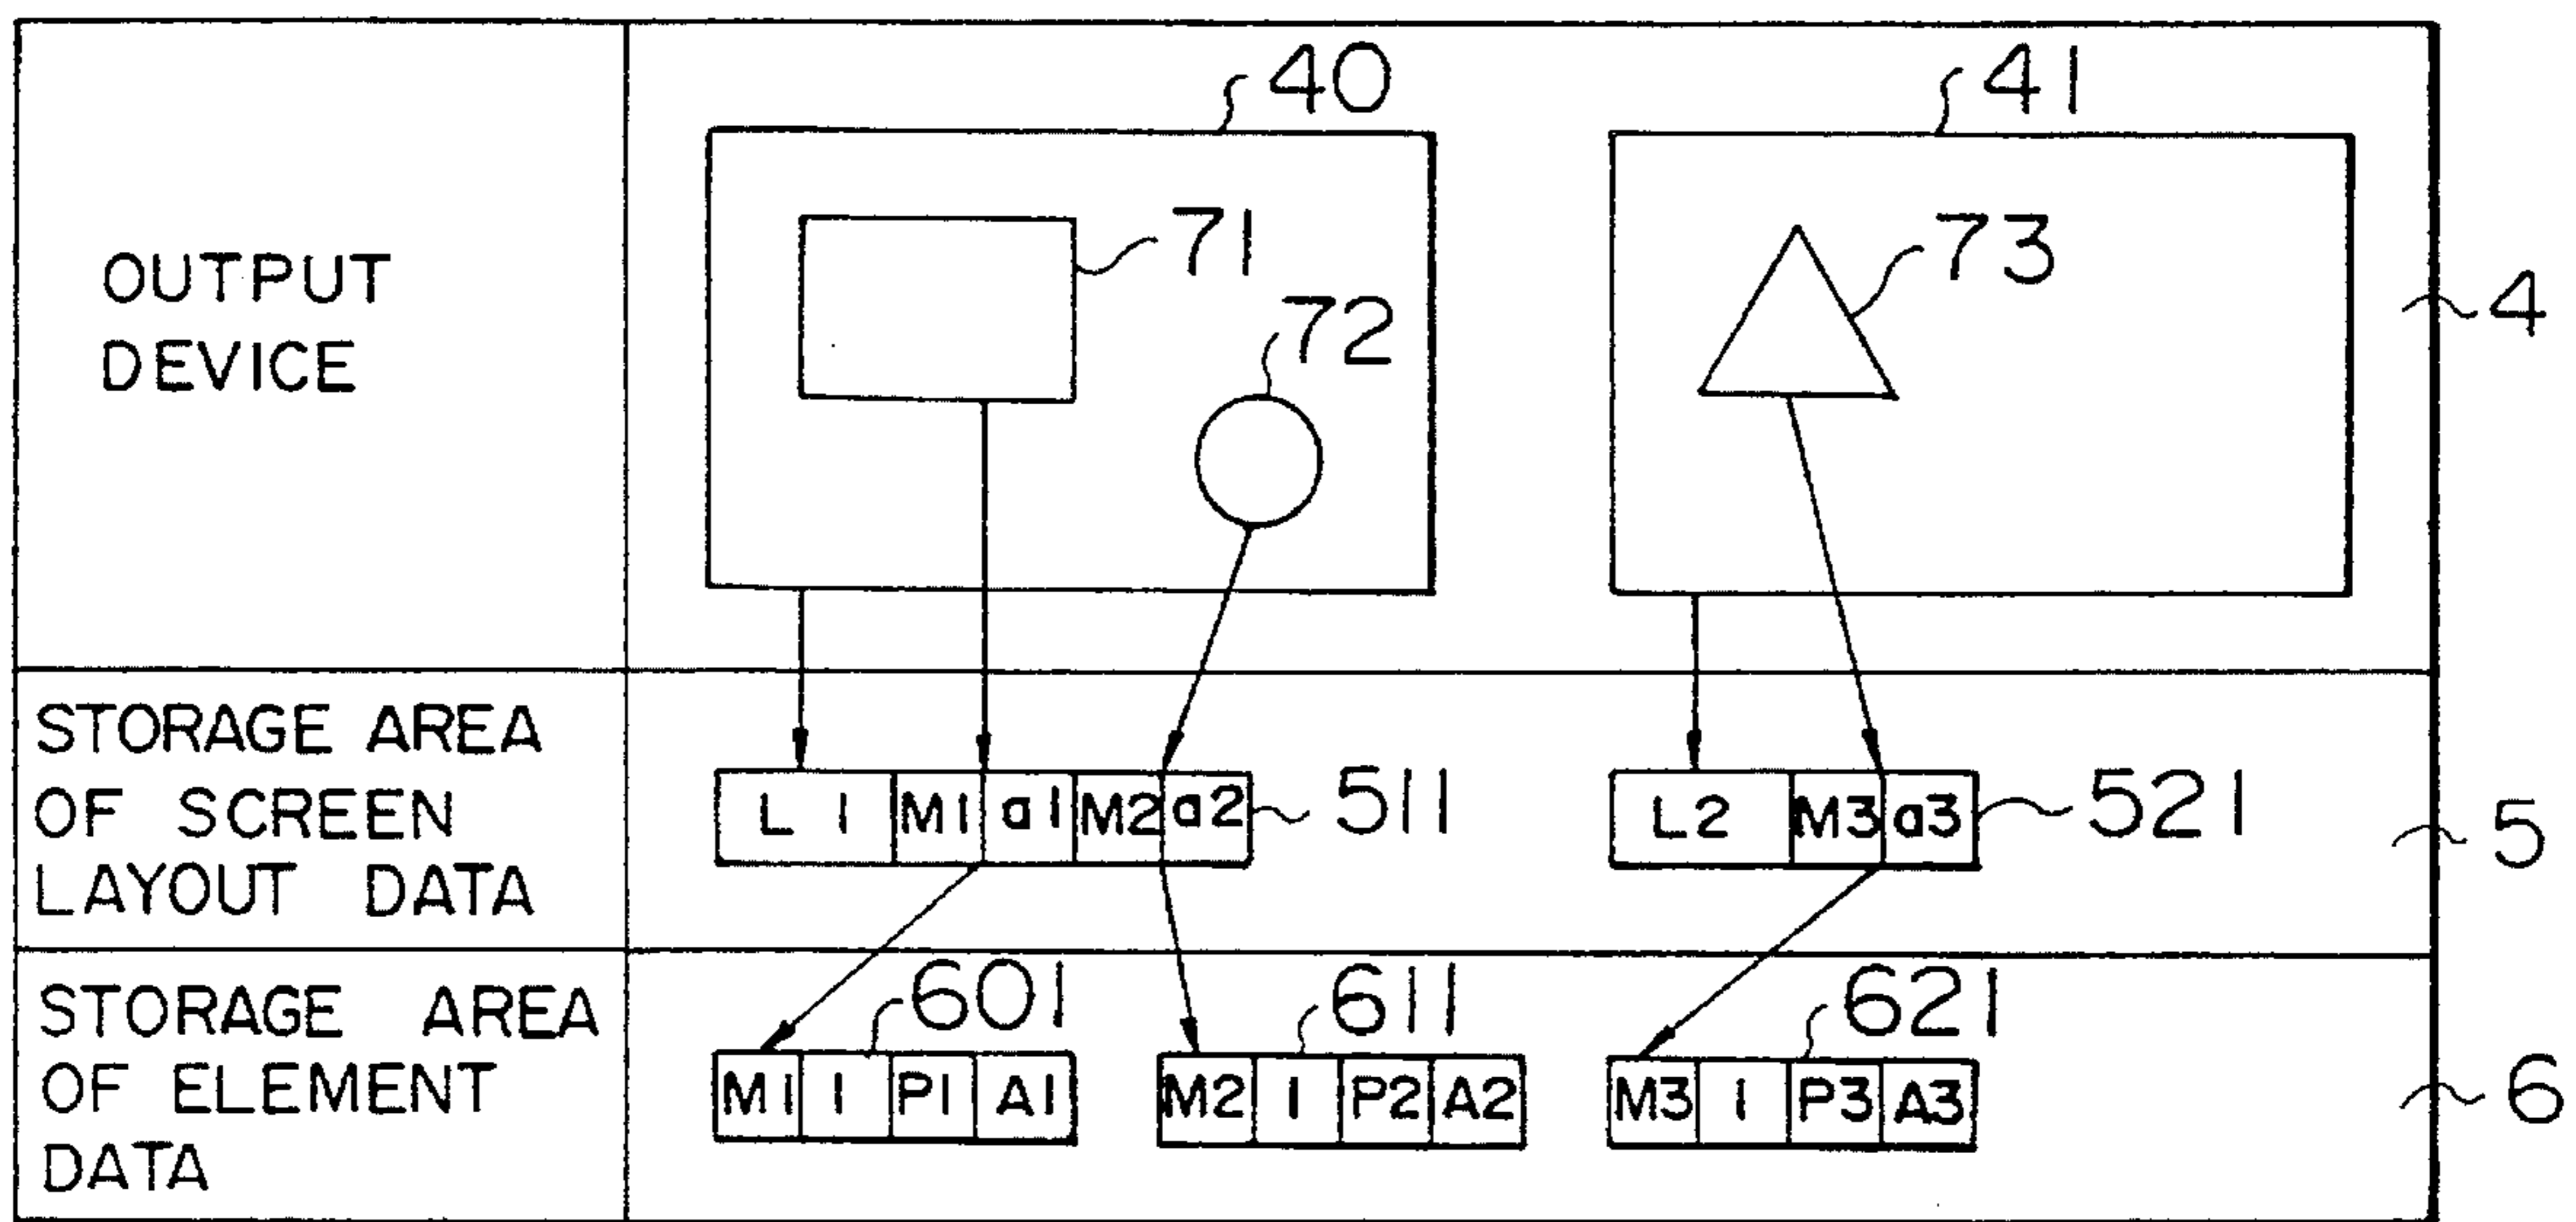 40
41
71
73
72
OUTPUT
DEVICE
4
STORAGE AREA
OF SCREEN
LAYOUT DATA
L 1 M1 a1 M2 a2
511
L2 M3 a3
521
5
STORAGE AREA
OF ELEMENT
DATA
601
611
621
M1 1 P1 A1
M2 1 P2 A2
M3 1 P3 A3
6